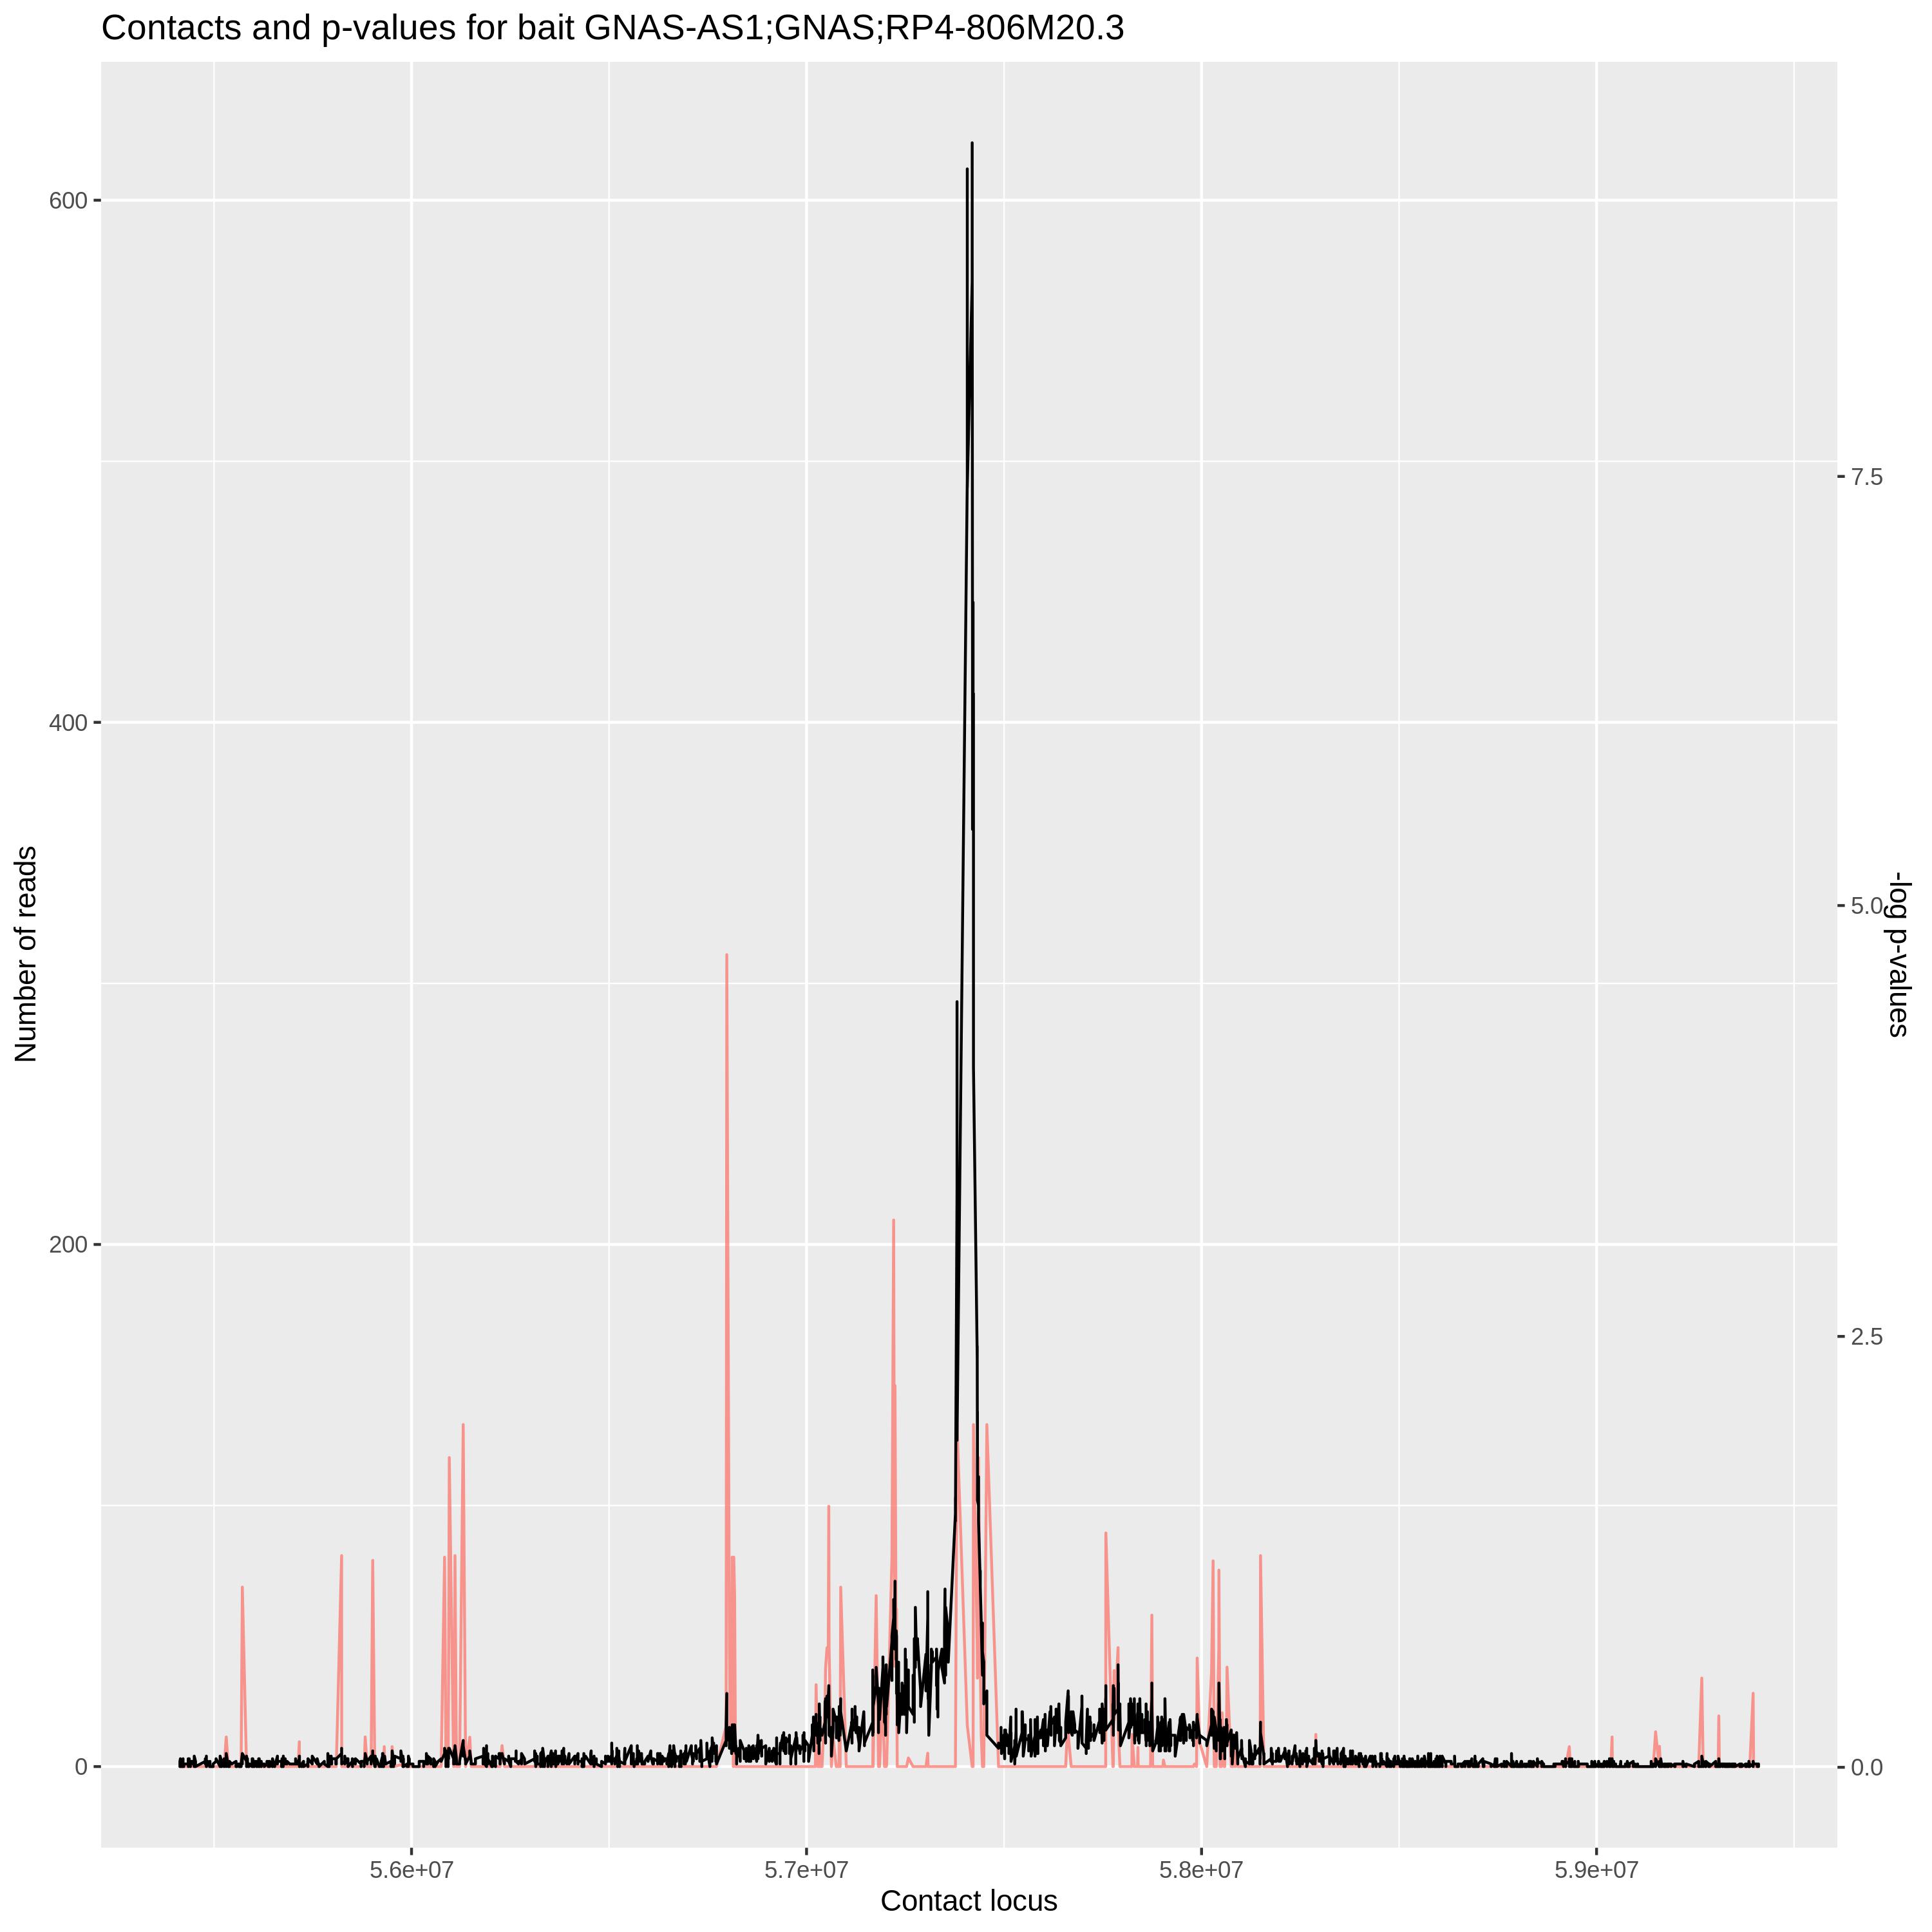 Contacts and p-values for bait GNAS-AS1;GNAS;RP4-806M20.3
600
400
200
0
Number of reads
7.5
5.0
2.5
0.0
-log p-values
5.6e+07 5.7e+07 5.8e+07 5.9e+07
Contact locus